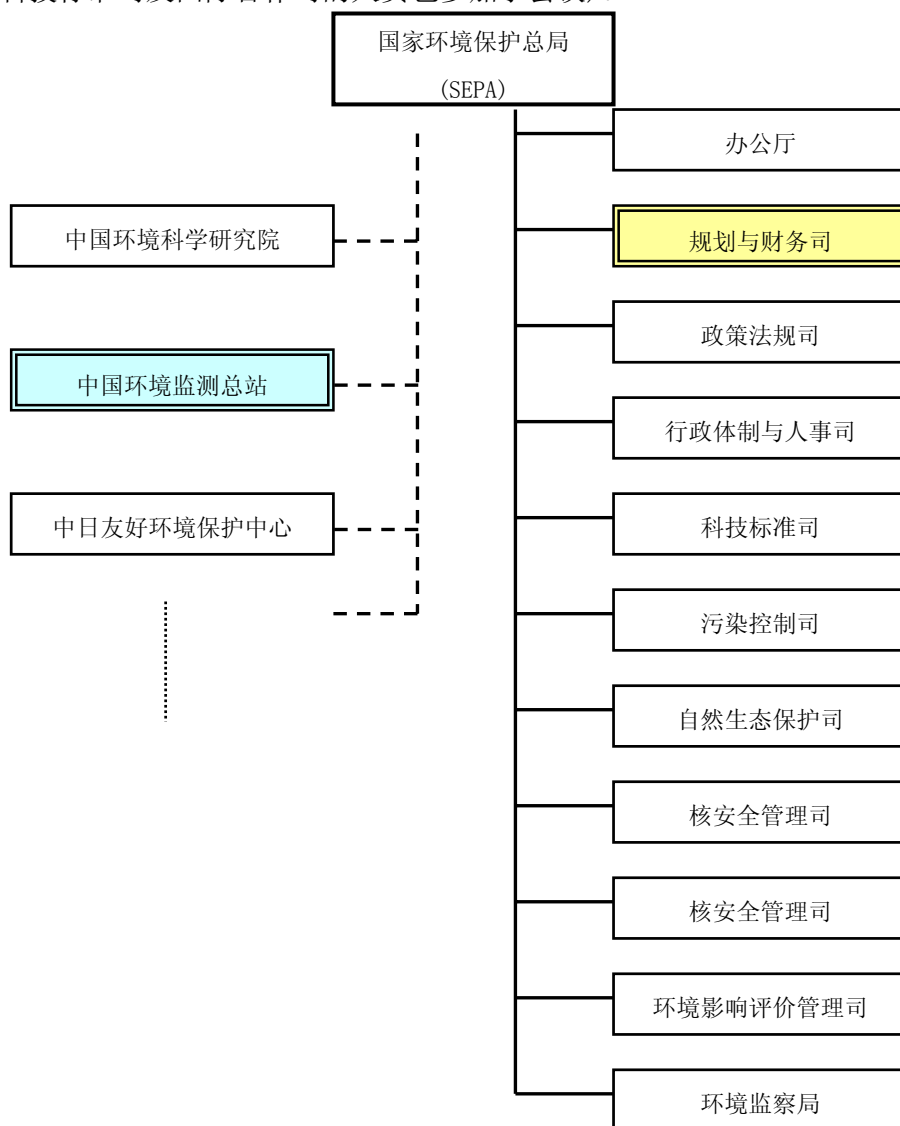 国家环境保护总局
(SEPA)
办公厅
中国环境科学研究院
规划与财务司
政策法规司
中国环境监测总站
行政体制与人事司
中日友好环境保护中心
科技标准司
污染控制司
自然生态保护司
核安全管理司
核安全管理司
环境影响评价管理司
环境监察局